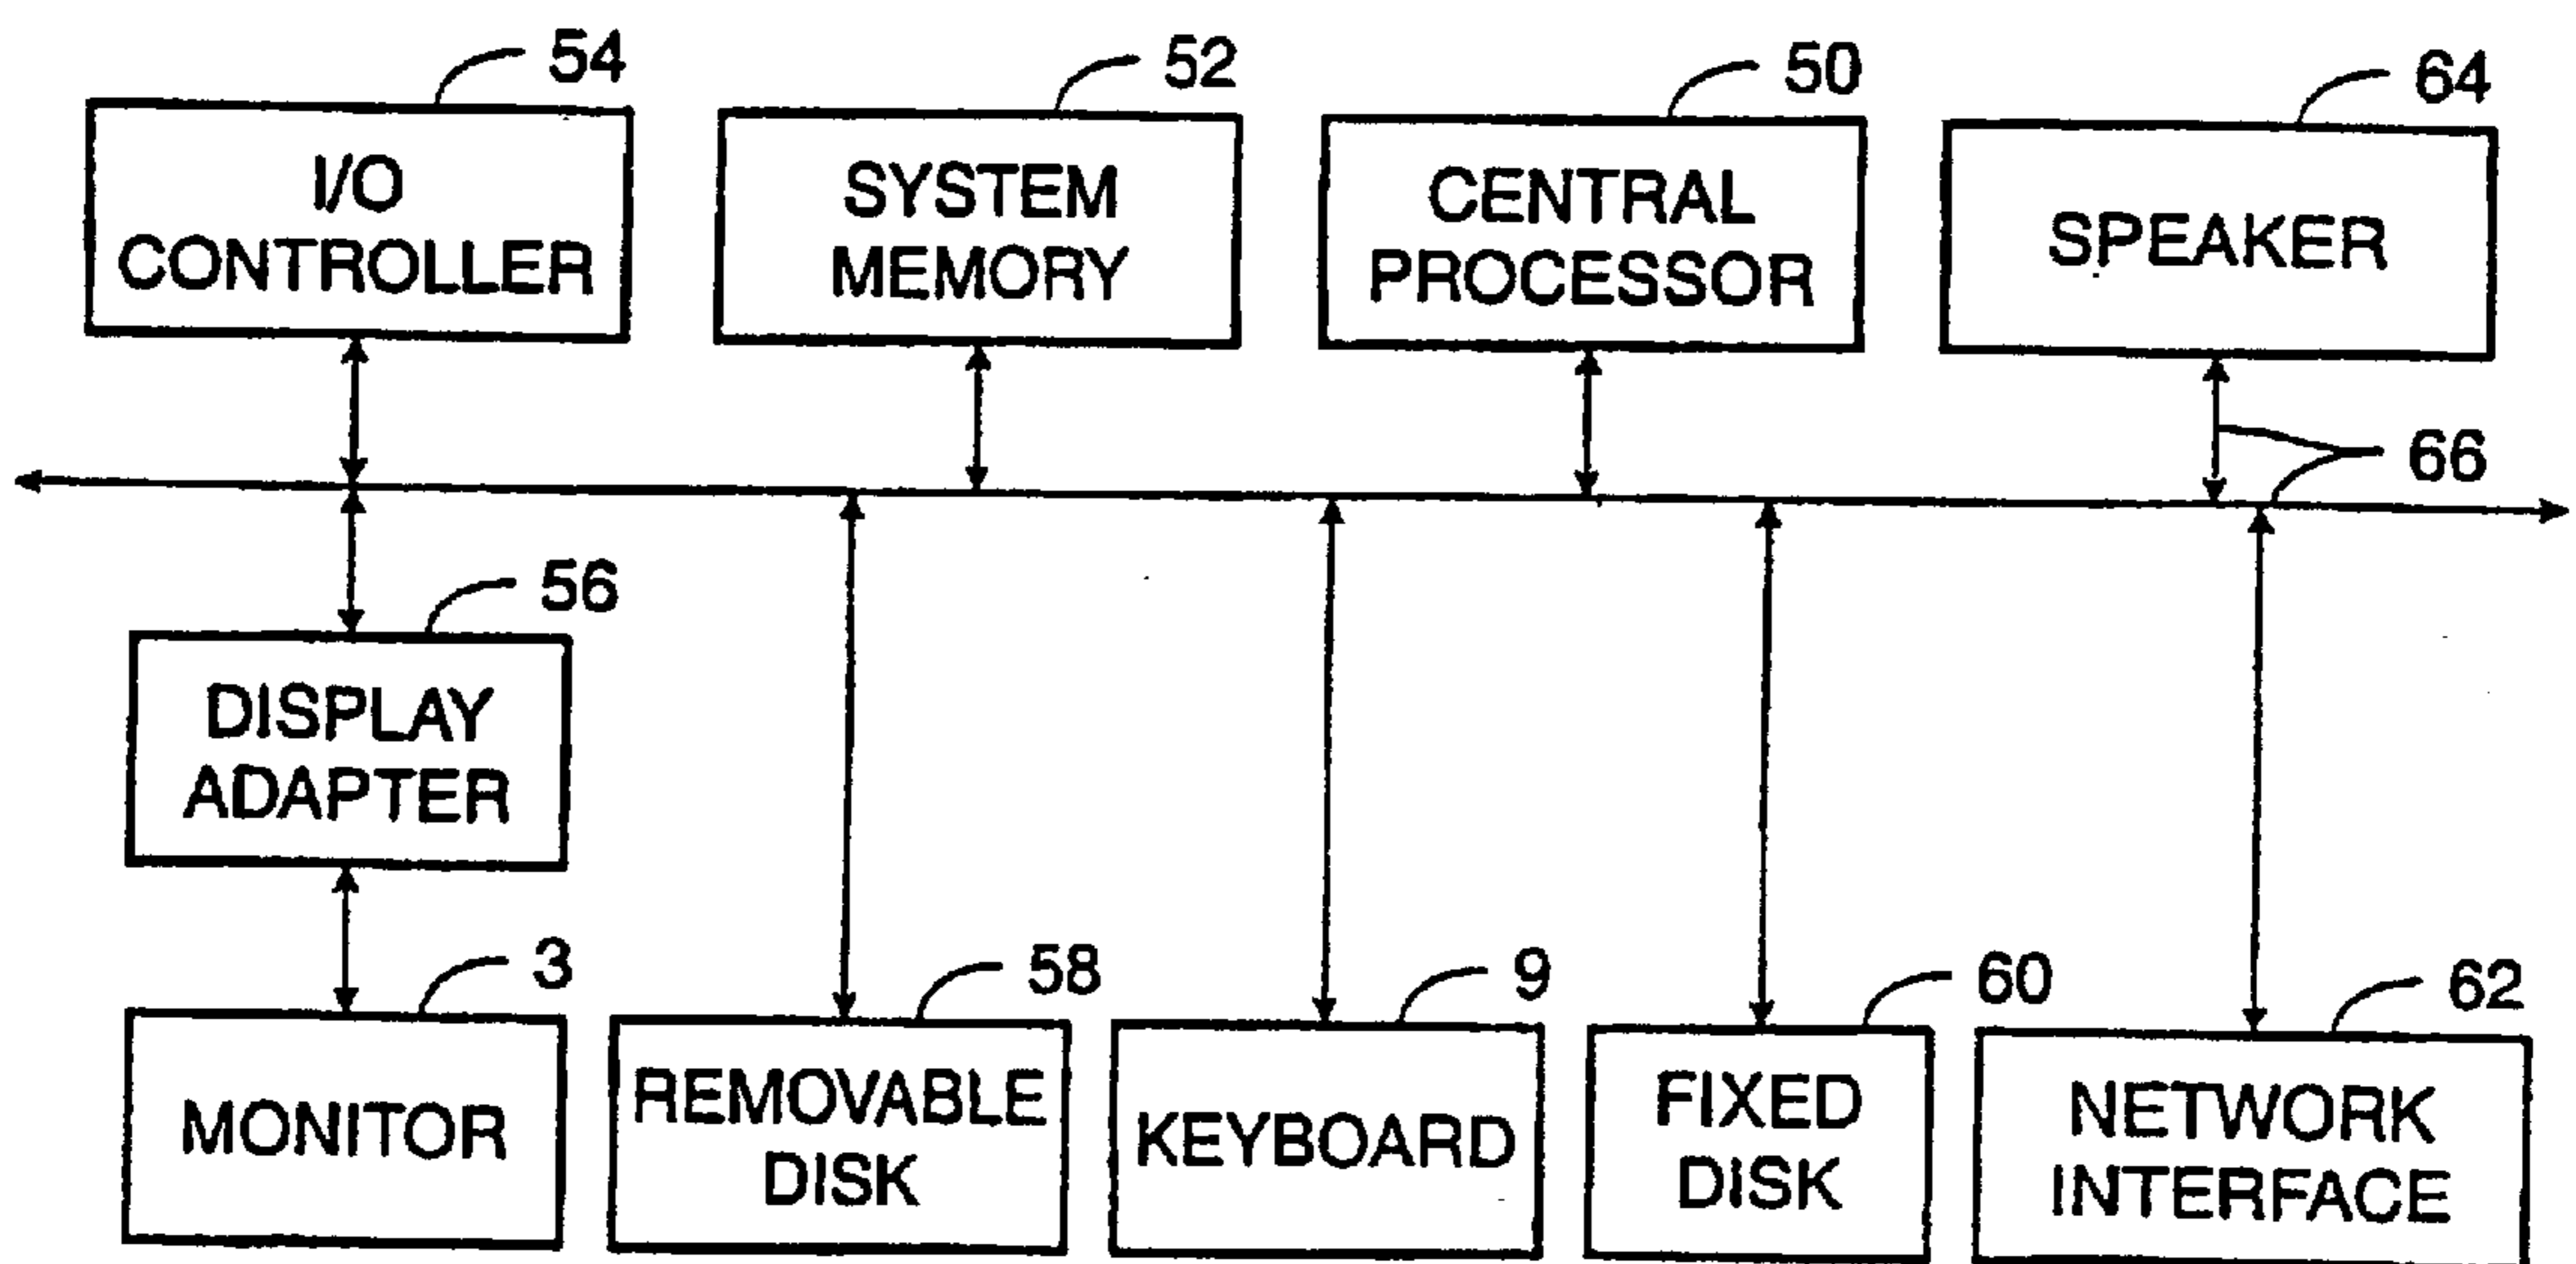 54
52
50
64
I/O
CONTROLLER
SYSTEM
MEMORY
CENTRAL
PROCESSOR
SPEAKER
66
56
DISPLAY
ADAPTER
3
58
9
60
62
MONITOR
REMOVABLE
DISK
KEYBOARD
FIXED
DISK
NETWORK
INTERFACE